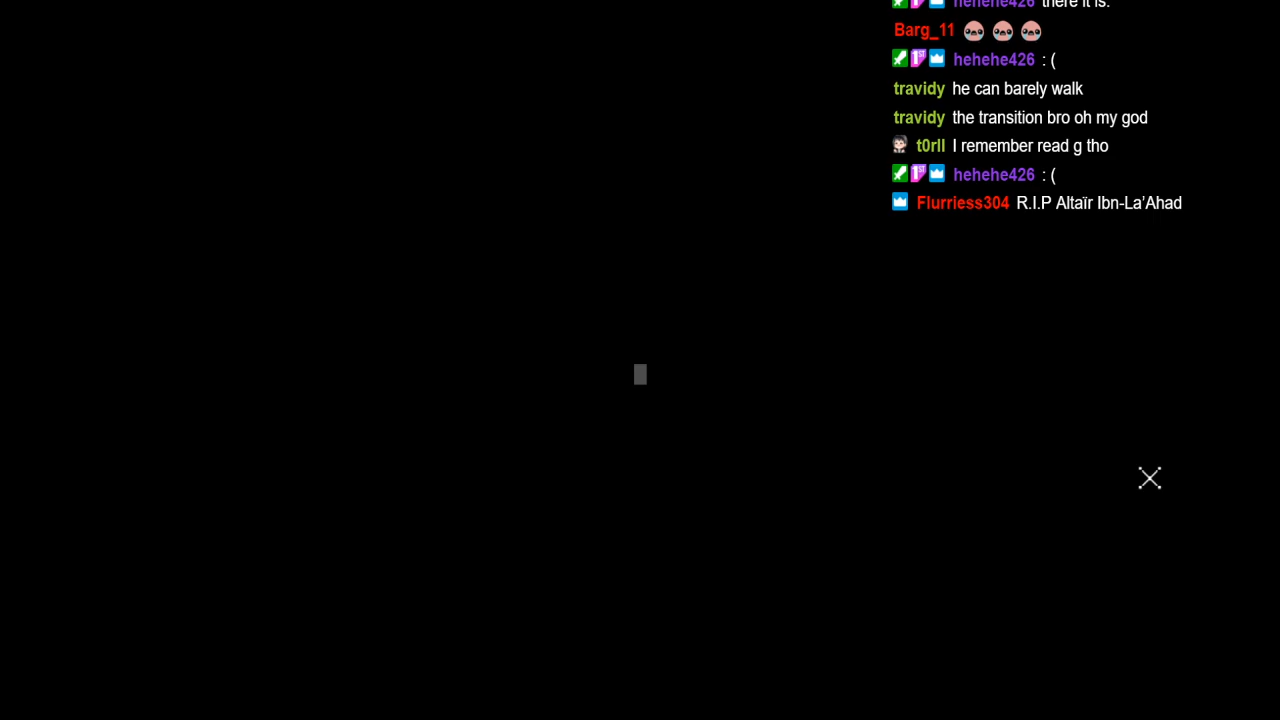 hehehe426 there it is.
Barg_11
hehehe426 : (
travidy he can barely walk
travidy the transition bro oh my god
t0rll I remember read g tho
hehehe426 : (
Flurriess304 R.I.P Altaïr Ibn-La’Ahad